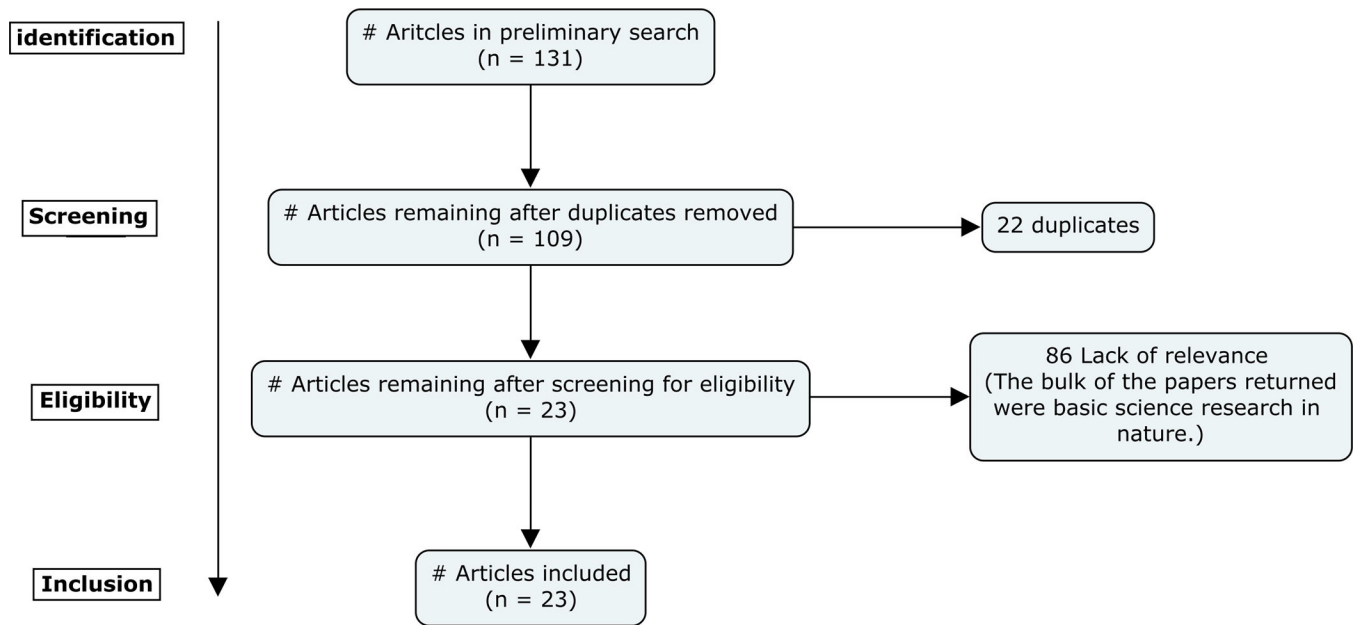 identification
# Aritcles in preliminary search
(n = 131)
Screening
# Articles remaining after duplicates removed
(n = 109)
22 duplicates
Eligibility
# Articles remaining after screening for eligibility
(n = 23)
86 Lack of relevance
(The bulk of the papers returned
were basic science research in
nature.)
Inclusion
# Articles included
(n = 23)